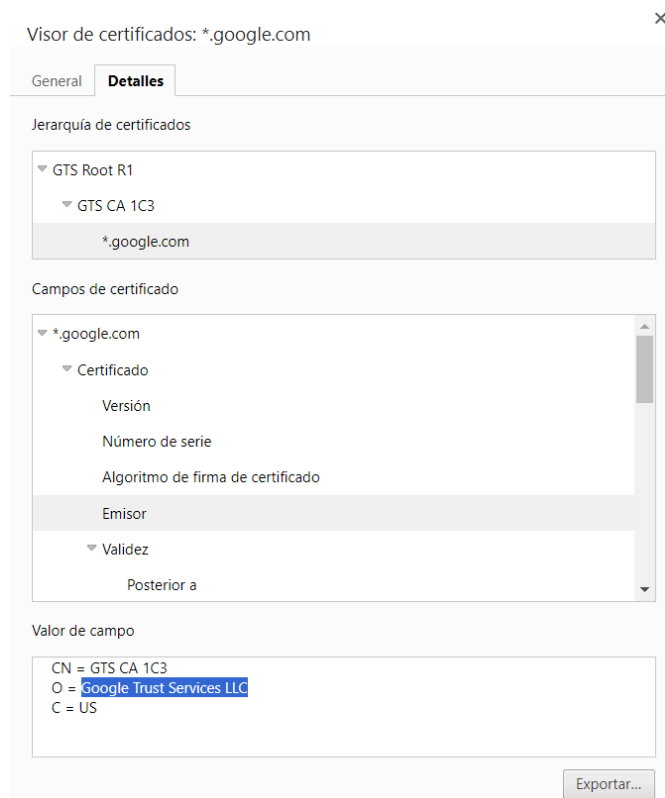 Visor de certificados: *.google.com
General
Detalles
Jerarquía de certificados
GTS Root R1
GTS CA 1C3
*.google.com
Campos de certificado
*.google.com
Certificado
Versión
Número de serie
Algoritmo de firma de certificado
Emisor
Validez
Posterior a
Valor de campo
CN = GTS CA 1C3
O = Google Trust Services LLC
C = US
Exportar...